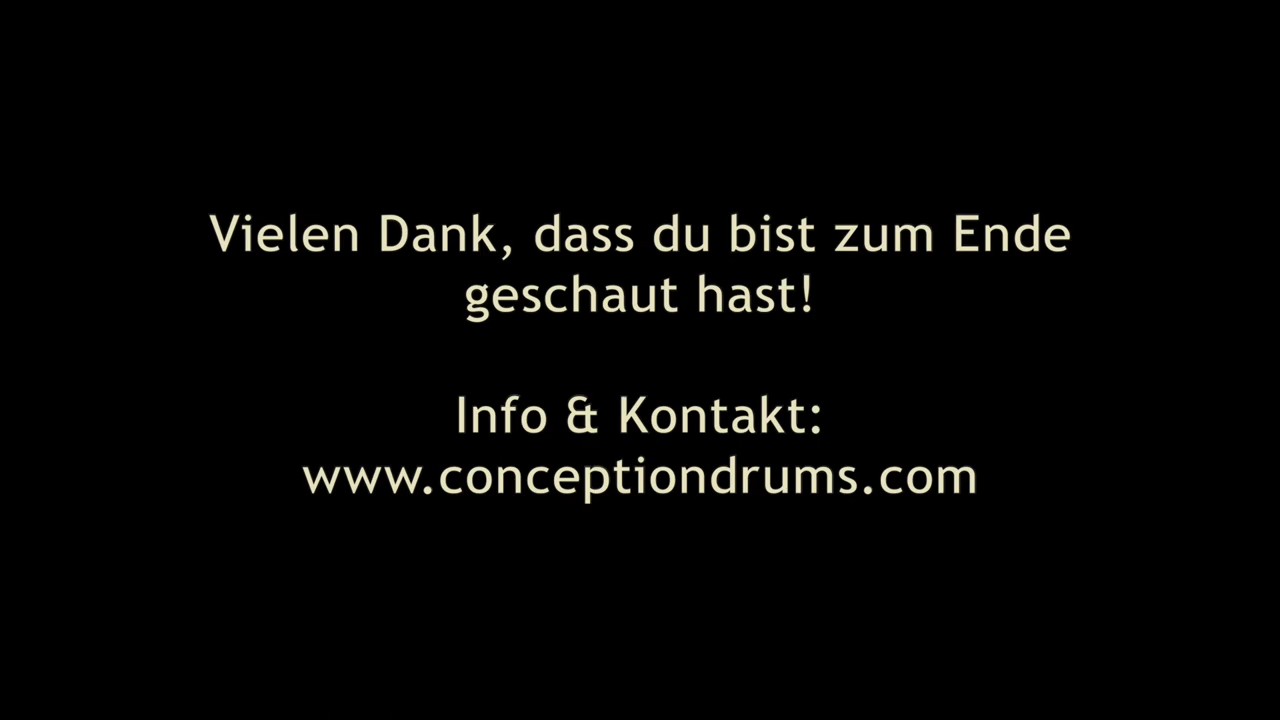 Vielen Dank, dass du bist zum Ende
geschaut hast!
Info & Kontakt:
www.conceptiondrums.com